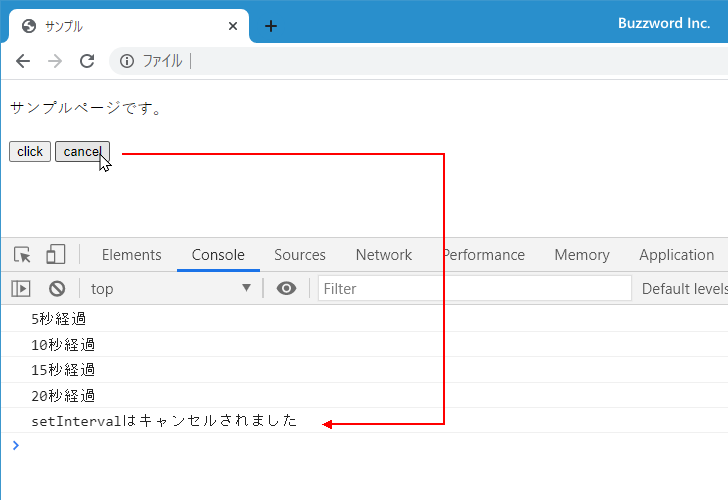 サンプル
Buzzword Inc.
ファイル
サンプルページです。
click cancel
Elements Console Sources Network Performance Memory Application
top Filter Default levels
5秒経過
10秒経過
15秒経過
20秒経過
setIntervalはキャンセルされました